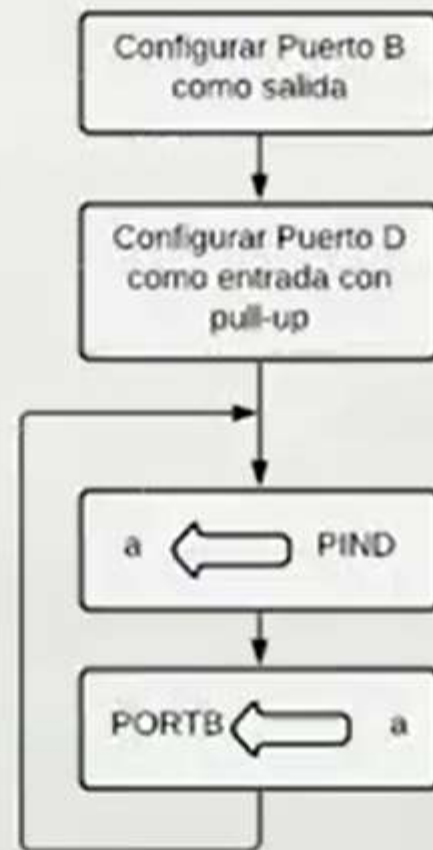 Configurar Puerto B
como salida
Configurar Puerto D
como entrada con
pull-up
a PIND
PORTB a